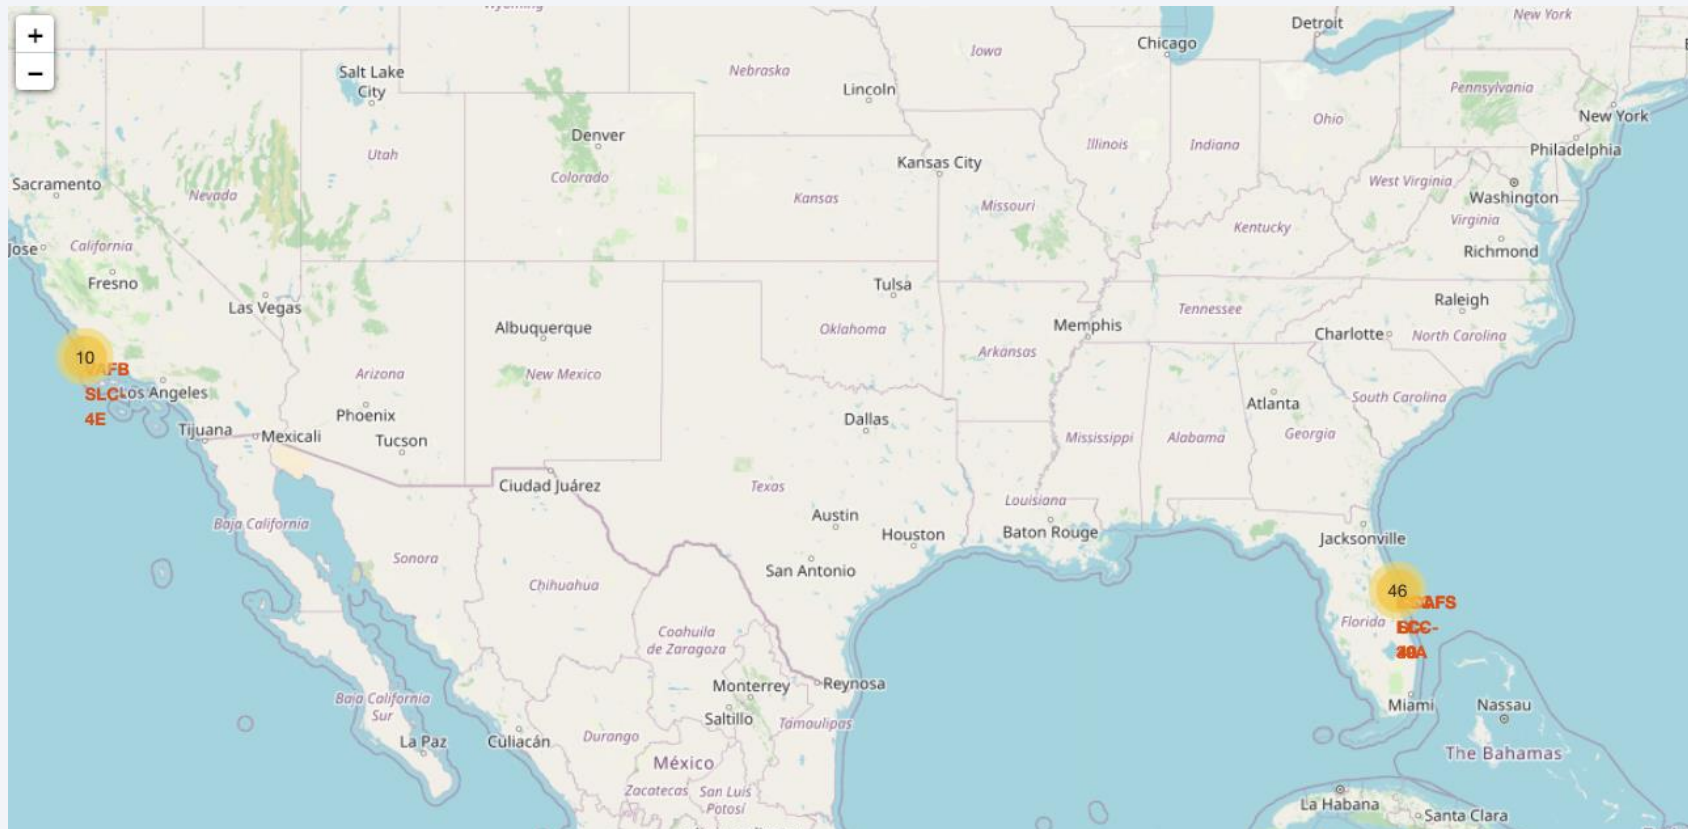 +
−
Wyoming
Detroit
New York
Chicago
Iowa
Salt Lake
City
Nebraska
Lincoln
Pennsylvania
New York
Denver
Ohio
Utah
Illinois
Indiana
Philadelphia
Kansas City
Colorado
Sacramento
West Virginia
Nevada
Kansas
Missouri
Washington
Virginia
Kentucky
Jose
California
Richmond
Fresno
Tulsa
Las Vegas
Raleigh
Tennessee
Albuquerque
Oklahoma
Memphis
Charlotte
North Carolina
10
Arkansas
VAFB
Arizona
New Mexico
SLC-
Los Angeles
South Carolina
Atlanta
4E
Phoenix
Dallas
Tijuana
Mexicali
Tucson
Mississippi
Alabama
Georgia
Ciudad Juárez
Texas
Louisiana
Austin
Baja California
Houston
Baton Rouge
Jacksonville
Sonora
San Antonio
Chihuahua
46
Florida
Coahuila
de Zaragoza
Monterrey
Reynosa
Baja California
Sur
Miami
Nassau
Saltillo
Tamaulipas
La Paz
Culiacán
Durango
The Bahamas
México
Zacatecas
San Luis
Potosí
La Habana
Santa Clara